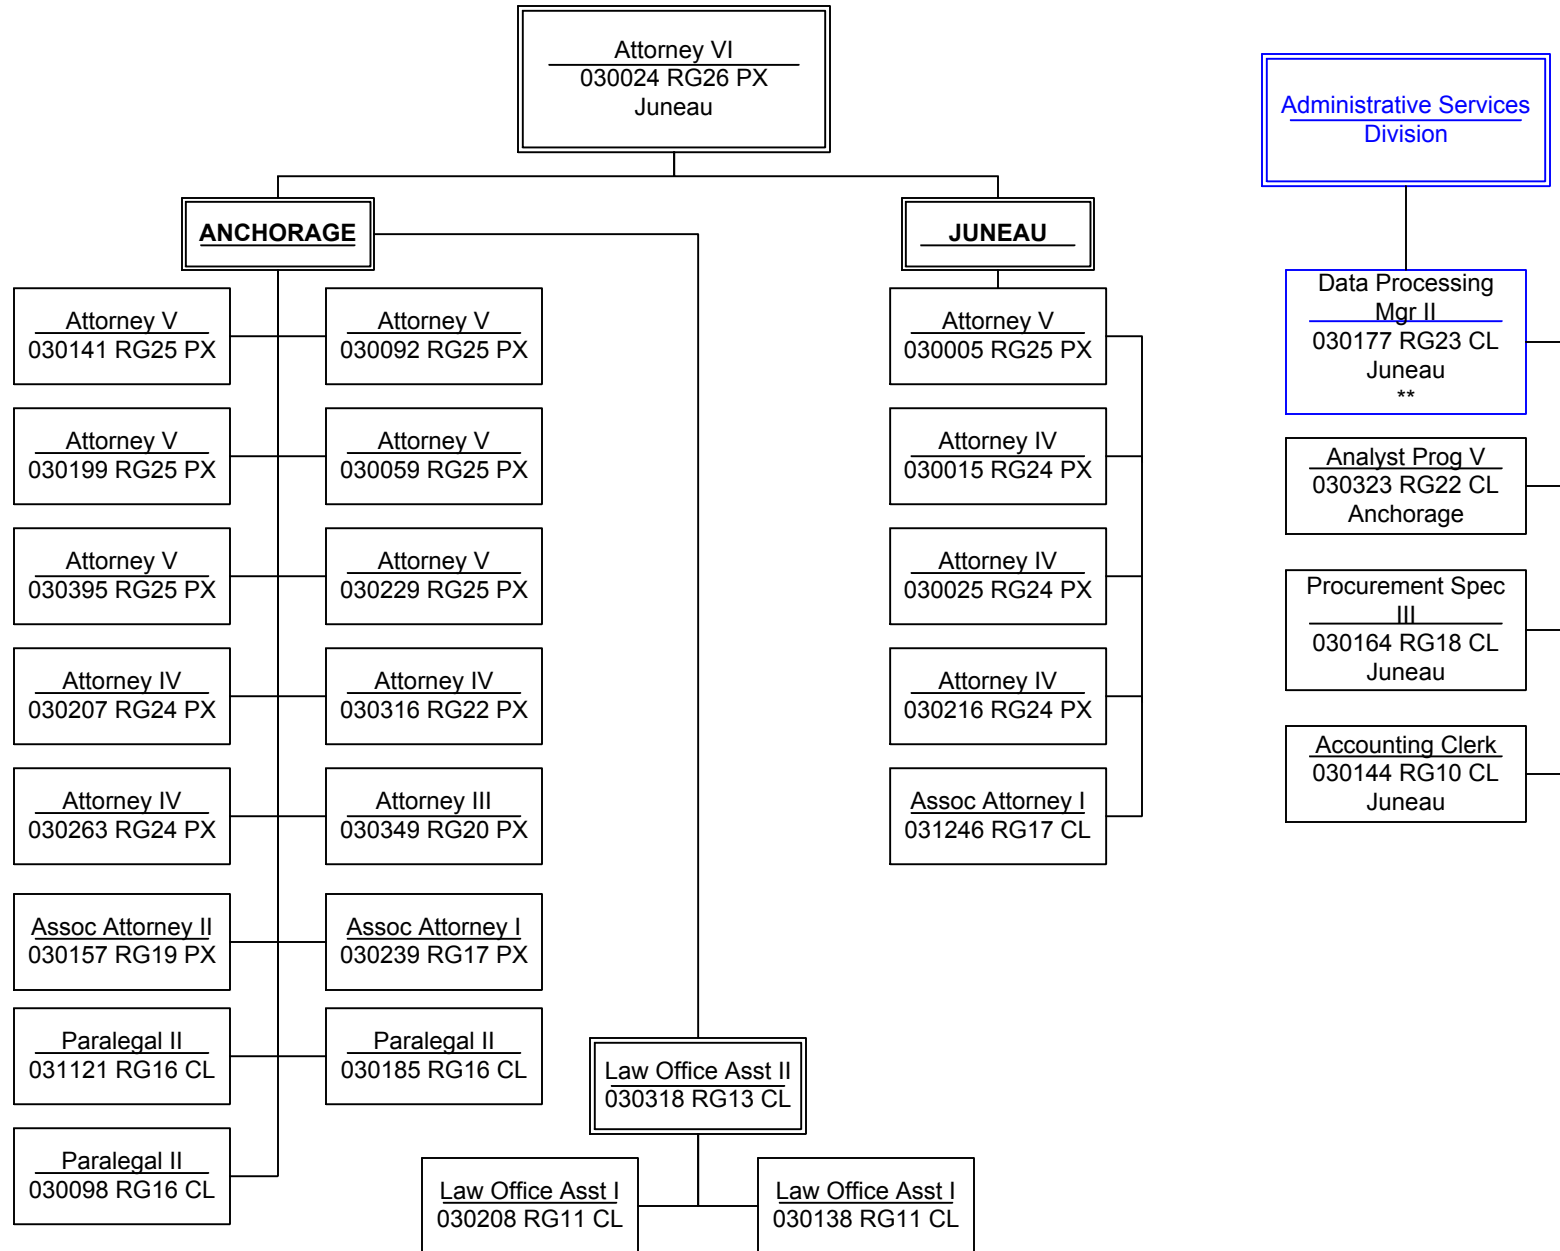 Attorney VI
030024 RG26 PX
Juneau
Administrative Services
Division
ANCHORAGE
JUNEAU
Attorney V
030141 RG25 PX
Attorney V
030092 RG25 PX
Attorney V
030005 RG25 PX
Data Processing
Mgr II
030177 RG23 CL
Juneau
**
Attorney V
030199 RG25 PX
Attorney V
030059 RG25 PX
Attorney IV
030015 RG24 PX
Analyst Prog V
030323 RG22 CL
Anchorage
Attorney V
030395 RG25 PX
Attorney V
030229 RG25 PX
Attorney IV
030025 RG24 PX
Procurement Spec
III
030164 RG18 CL
Juneau
Attorney IV
030207 RG24 PX
Attorney IV
030316 RG22 PX
Attorney IV
030216 RG24 PX
Accounting Clerk
030144 RG10 CL
Juneau
Attorney IV
030263 RG24 PX
Attorney III
030349 RG20 PX
Assoc Attorney I
031246 RG17 CL
Assoc Attorney II
030157 RG19 PX
Assoc Attorney I
030239 RG17 PX
Paralegal II
031121 RG16 CL
Paralegal II
030185 RG16 CL
Law Office Asst II
030318 RG13 CL
Paralegal II
030098 RG16 CL
Law Office Asst I
030208 RG11 CL
Law Office Asst I
030138 RG11 CL